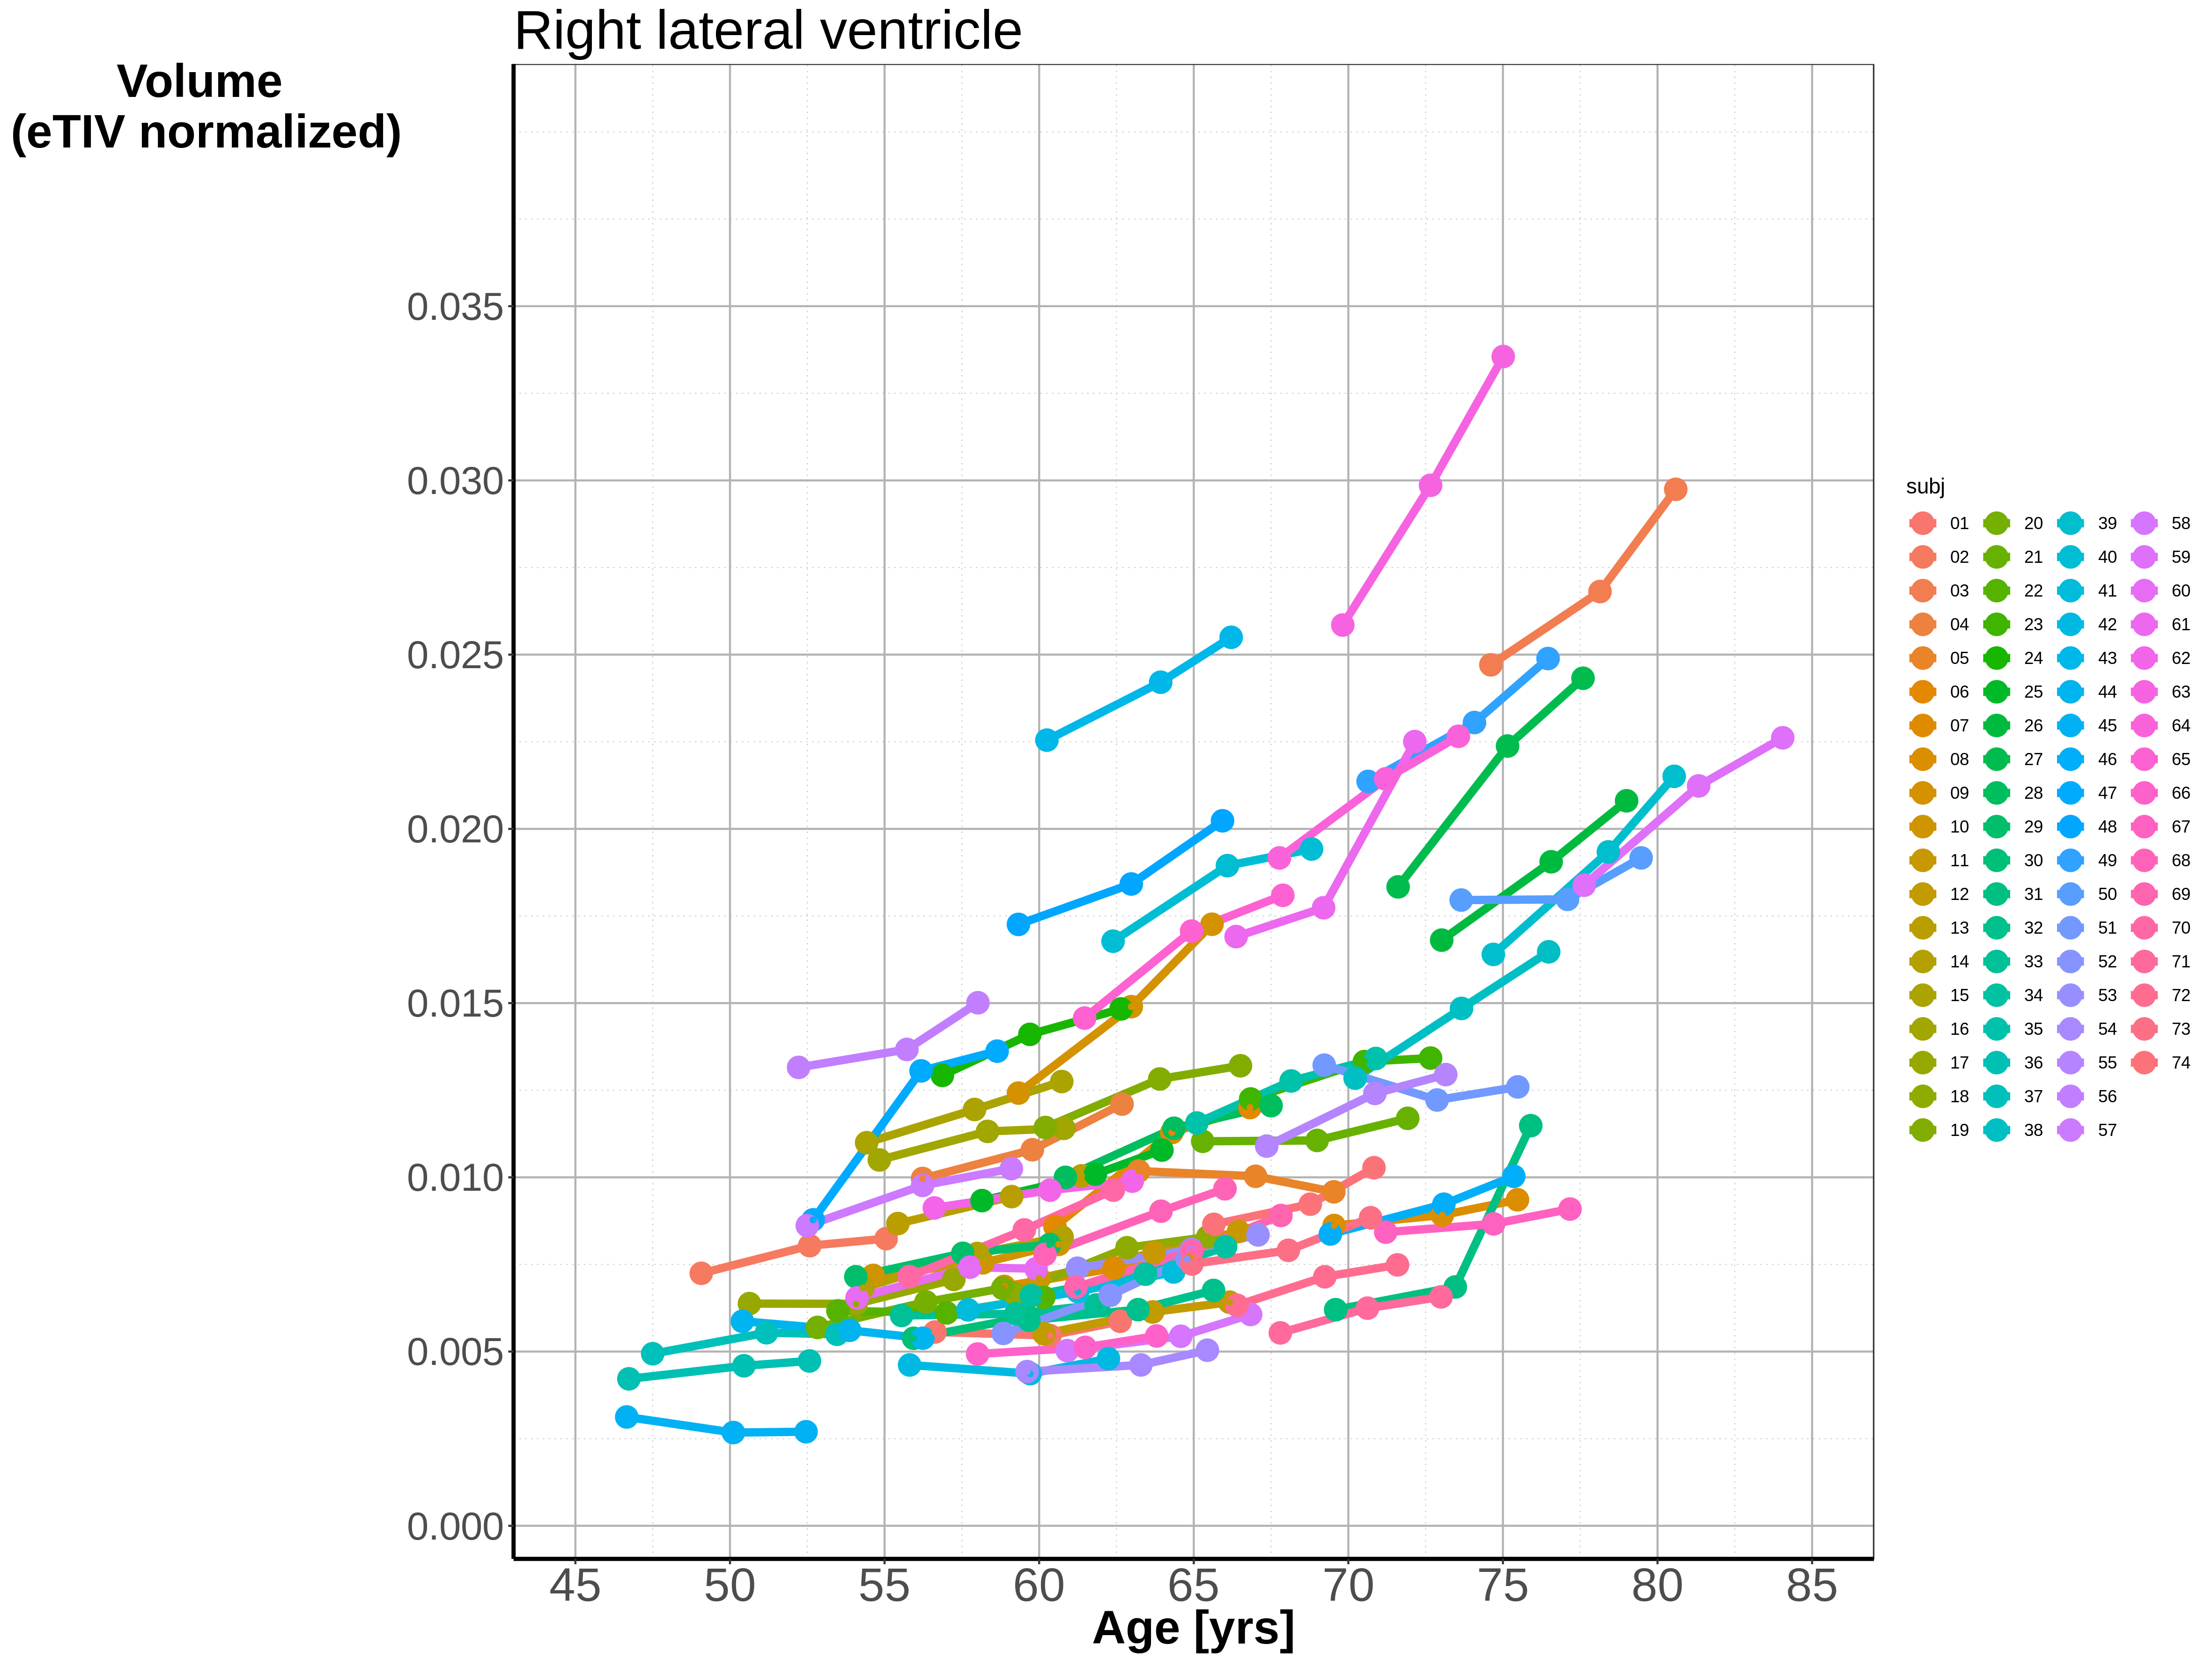 Right lateral ventricle
Volume
(eTIV normalized)
0.035
0.030
0.025
0.020
0.015
0.010
0.005
0.000
45 50 55 60 65 70 75 80 85
Age [yrs]
subj
01 20 39 58
02 21 40 59
03 22 41 60
04 23 42 61
05 24 43 62
06 25 44 63
07 26 45 64
08 27 46 65
09 28 47 66
10 29 48 67
11 30 49 68
12 31 50 69
13 32 51 70
14 33 52 71
15 34 53 72
16 35 54 73
17 36 55 74
18 37 56
19 38 57